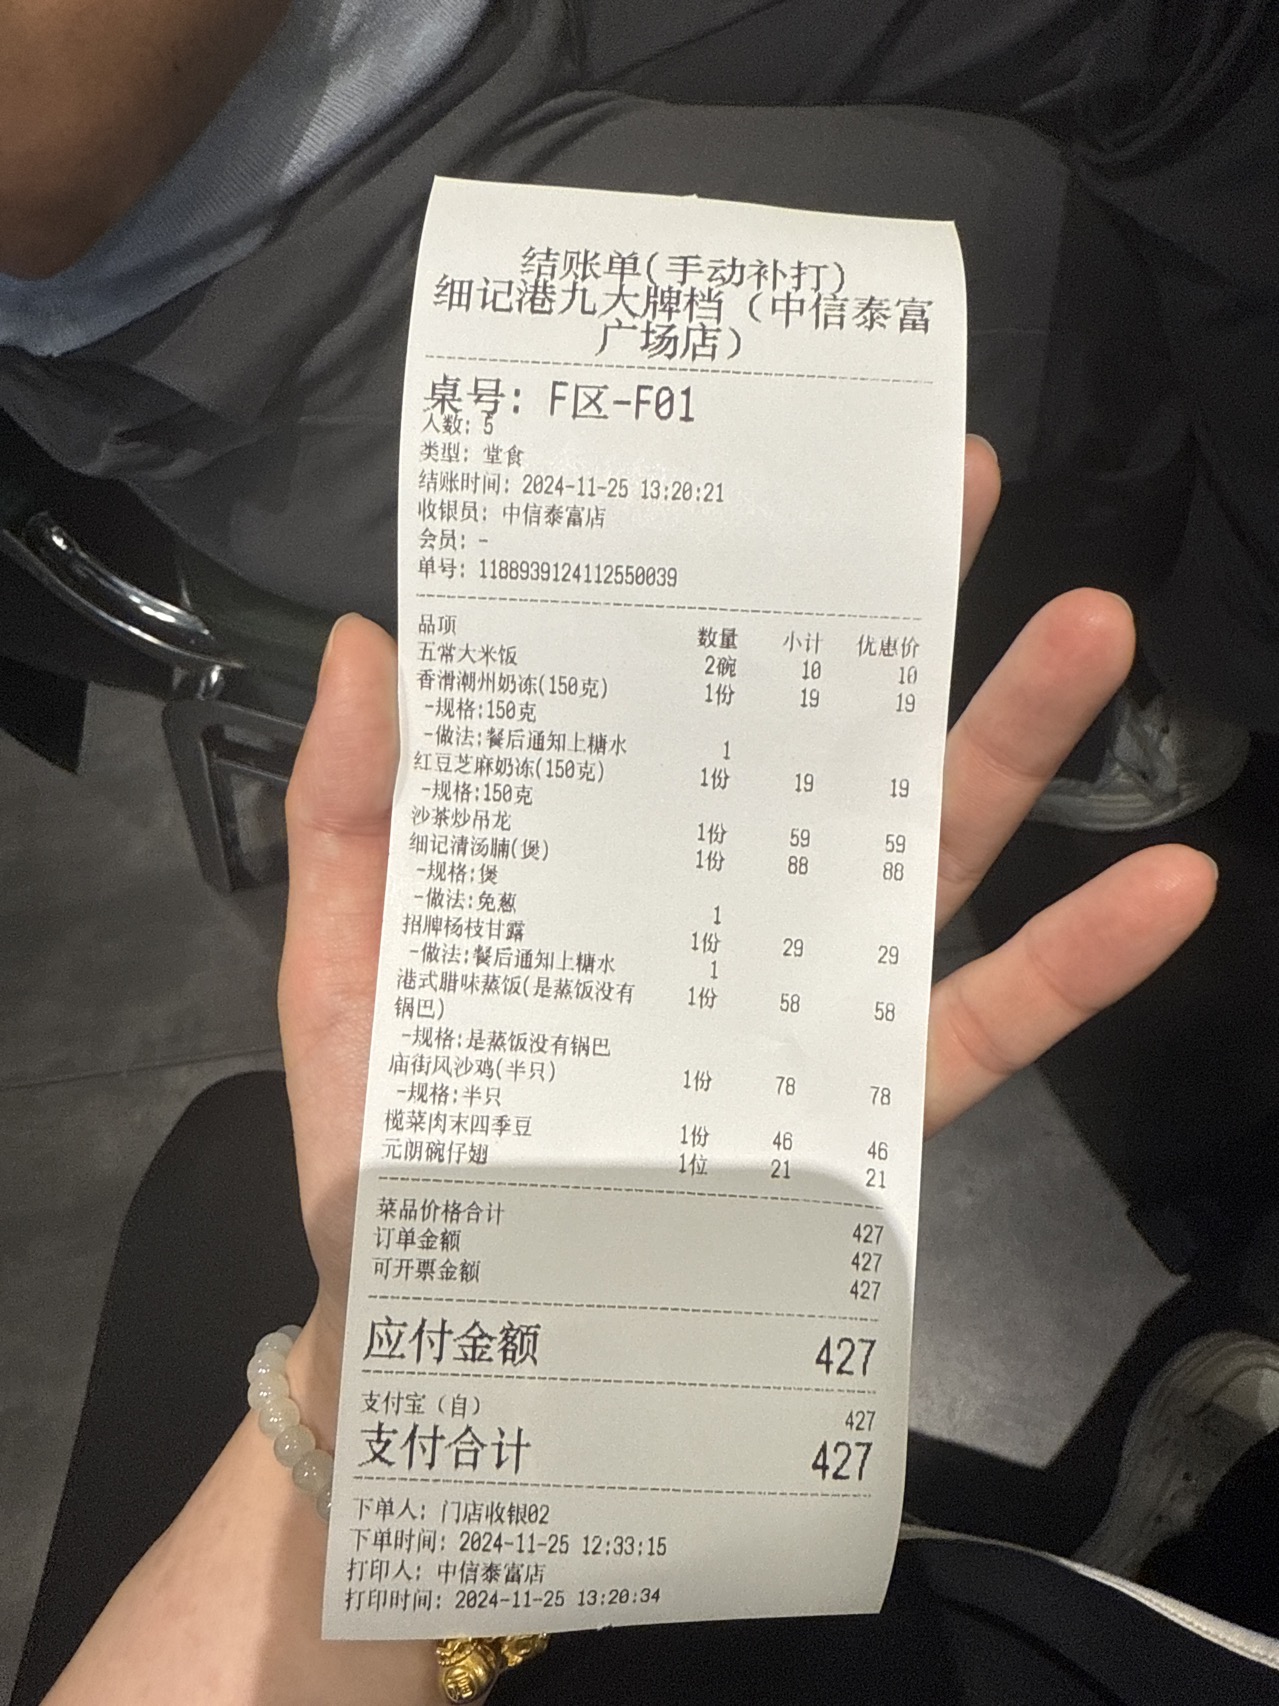 结账单(手动补打)
细记港九大牌档（中信泰富
广场店）
桌号: F区-F01
人数: 5
类型: 堂食
结账时间: 2024-11-25 13:20:21
收银员: 中信泰富店
会员: -
单号: 1188939124112550039
品项 数量 小计 优惠价
五常大米饭 2碗 10 10
香滑潮州奶冻(150克) 1份 19 19
-规格:150克
-做法:餐后通知上糖水 1
红豆芝麻奶冻(150克) 1份 19 19
-规格:150克
沙茶炒吊龙 1份 59 59
细记清汤腩(煲) 1份 88 88
-规格:煲
-做法:免葱 1
招牌杨枝甘露 1份 29 29
-做法:餐后通知上糖水 1
港式腊味蒸饭(是蒸饭没有 1份 58 58
锅巴)
-规格:是蒸饭没有锅巴
庙街风沙鸡(半只) 1份 78 78
-规格:半只
榄菜肉末四季豆 1份 46 46
元朗碗仔翅 1位 21 21
菜品价格合计 427
订单金额 427
可开票金额 427
应付金额 427
支付宝（自） 427
支付合计 427
下单人: 门店收银02
下单时间: 2024-11-25 12:33:15
打印人: 中信泰富店
打印时间: 2024-11-25 13:20:34